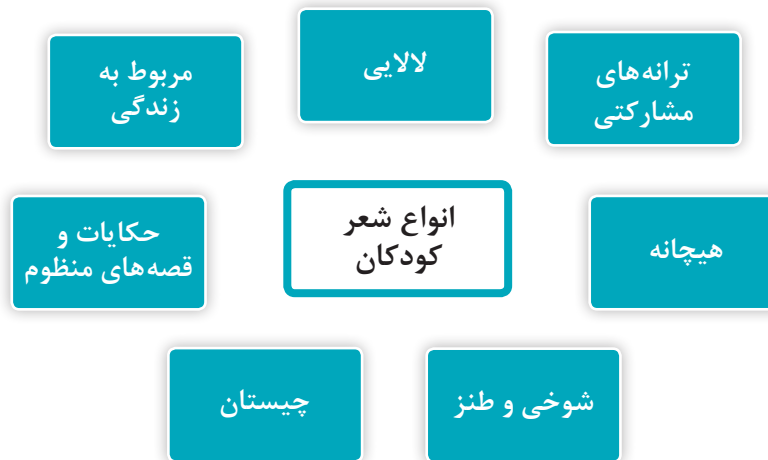 لالایی
ترانه‌های
مشارکتی
مربوط به
زندگی
انواع شعر
کودکان
هیچانه
حکایات و
قصه‌های منظوم
شوخی و طنز
چیستان